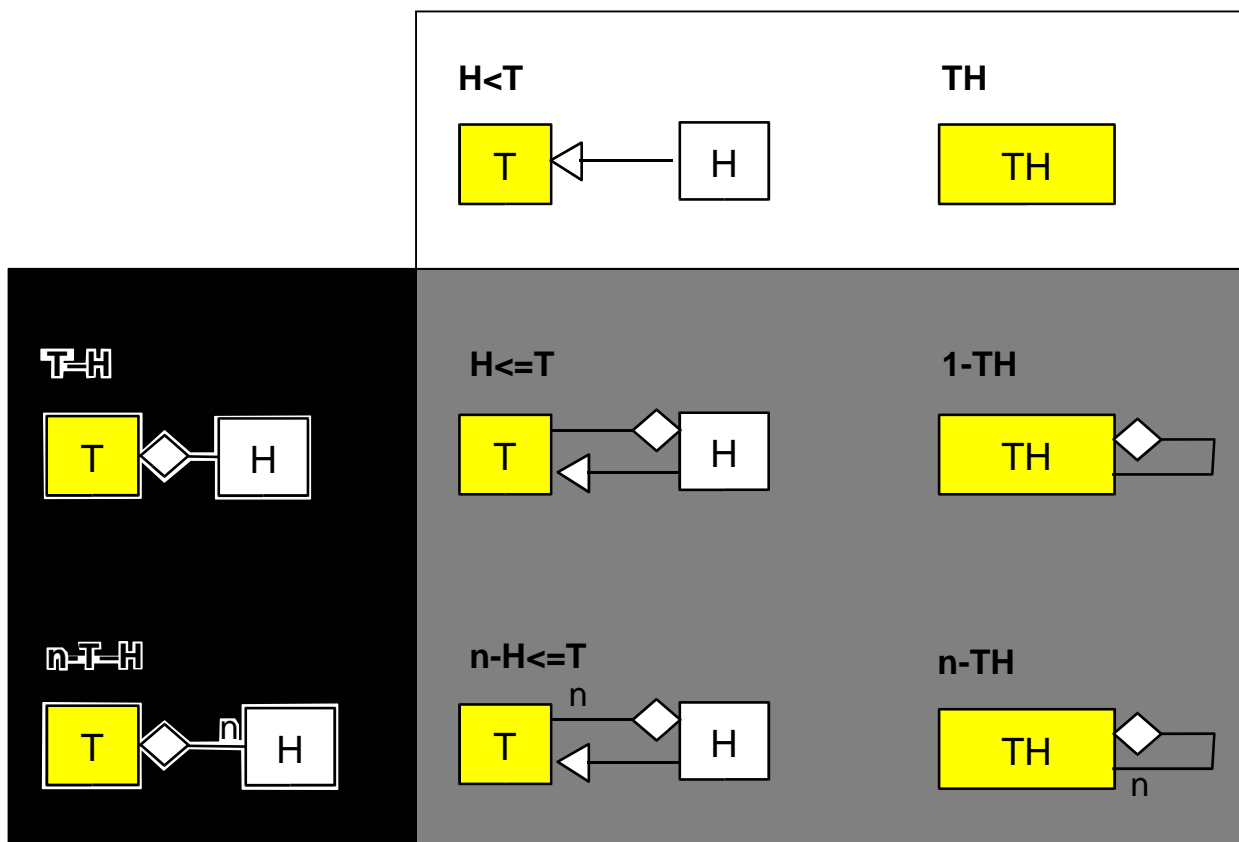 H<T TH
T H TH
T-H H<=T 1-TH
T H T H TH
n-T-H n-H<=T n-TH
n
T n H T H TH
n